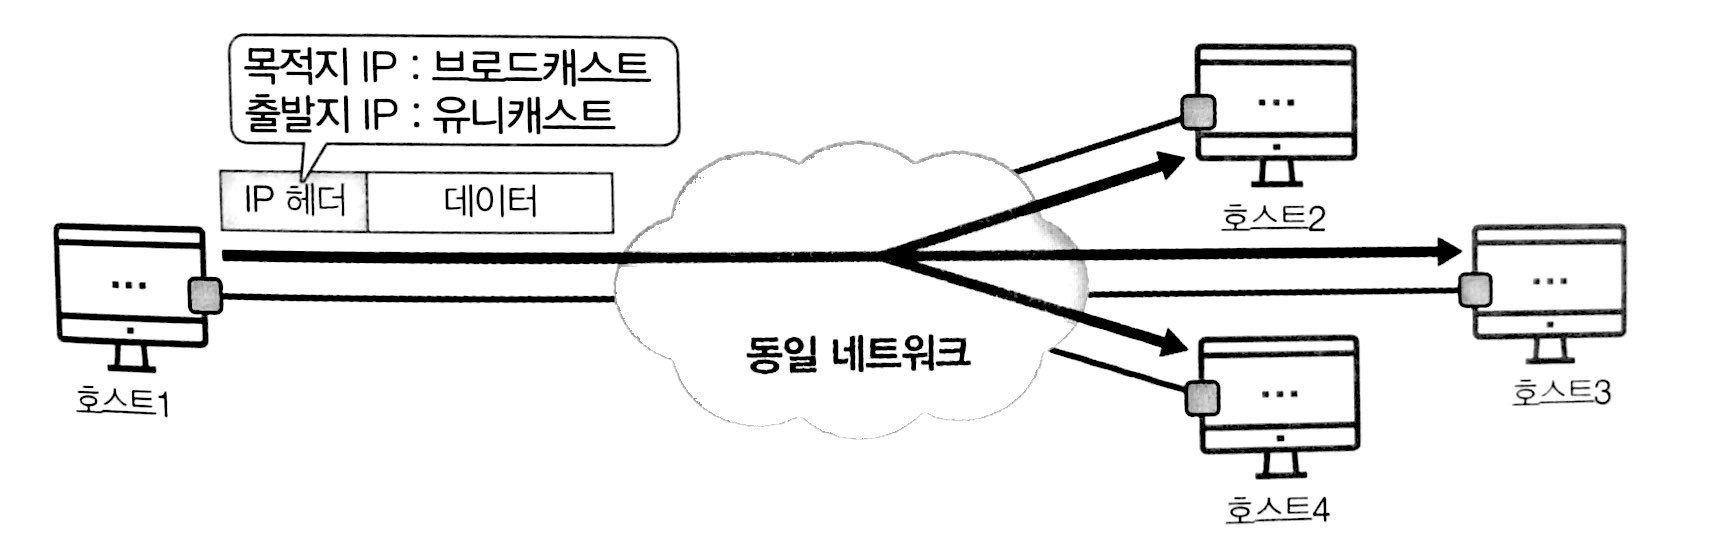 목적지 IP : 브로드캐스트
출발지 IP : 유니캐스트
IP 헤더
데이터
호스트1
동일 네트워크
호스트2
호스트3
호스트4